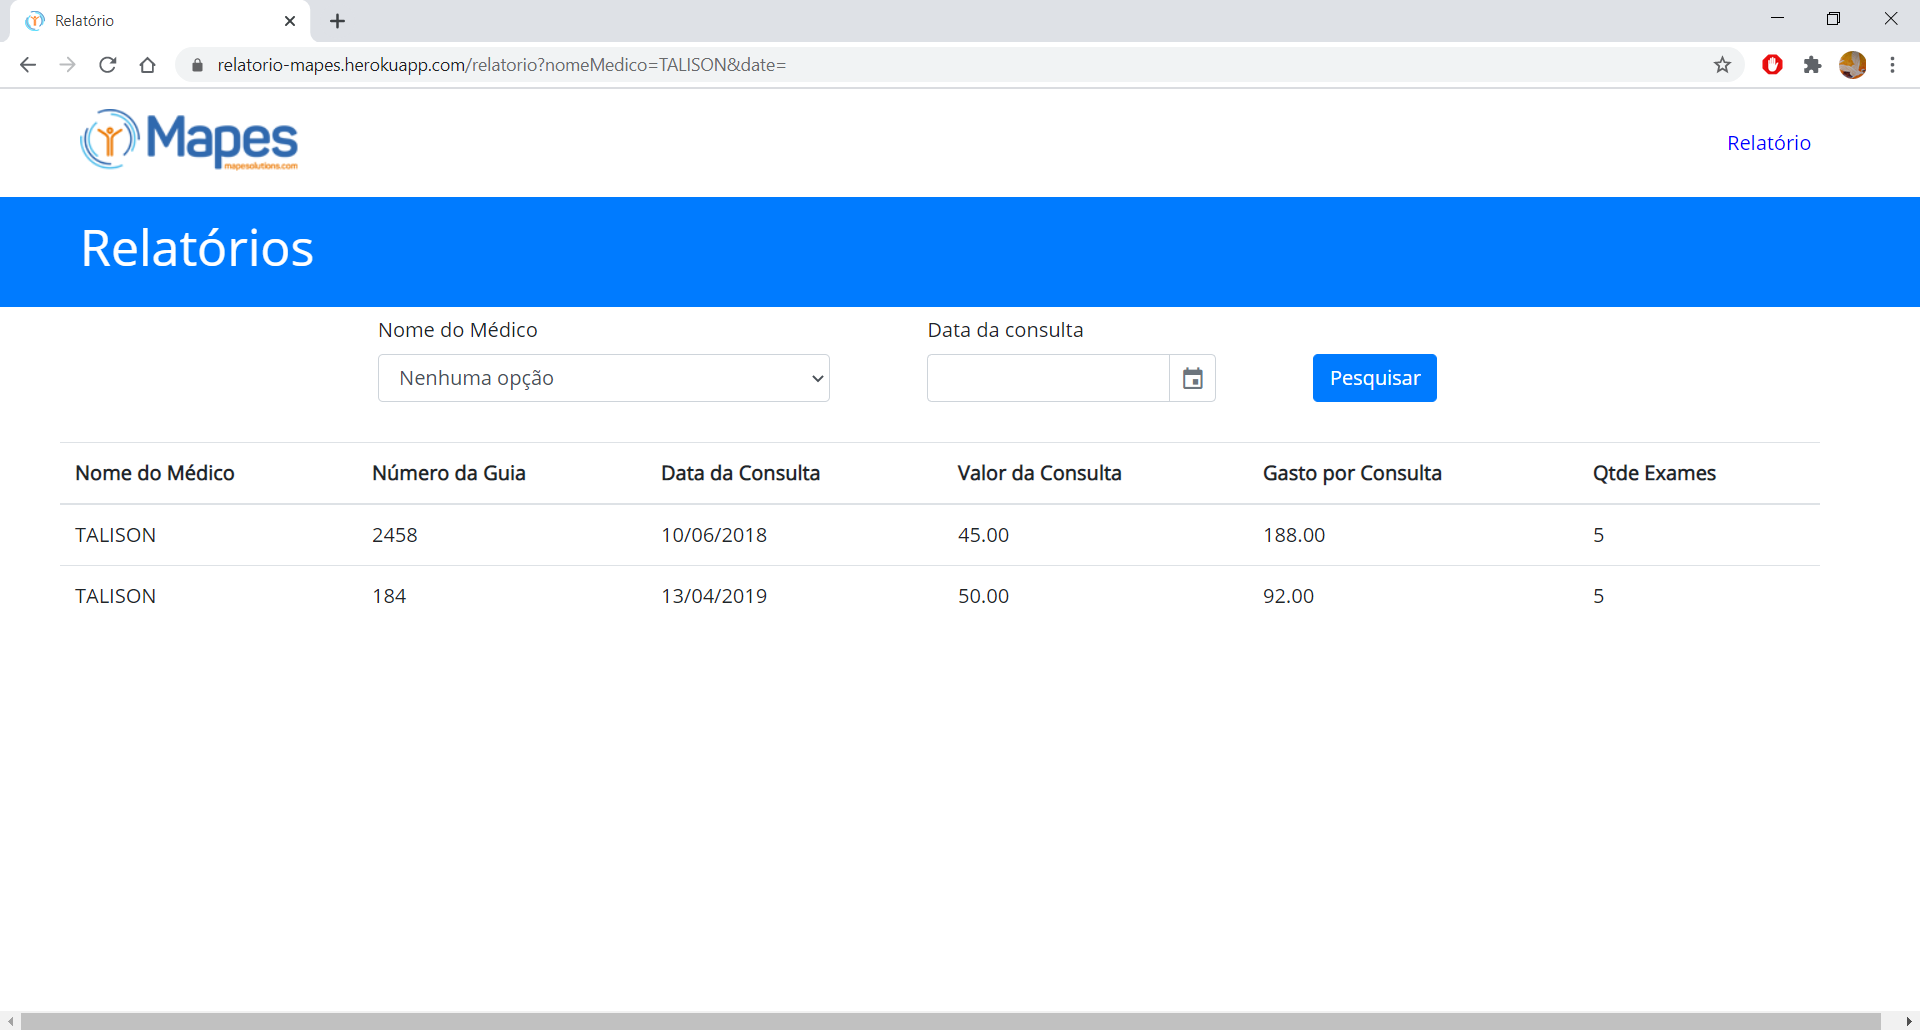 Relatório
relatorio-mapes.herokuapp.com/relatorio?nomeMedico=TALISON&date=
Mapes
mapesolutions.com
Relatório
Relatórios
Nome do Médico Data da consulta
Nenhuma opção Pesquisar
Nome do Médico Número da Guia Data da Consulta Valor da Consulta Gasto por Consulta Qtde Exames
TALISON 2458 10/06/2018 45.00 188.00 5
TALISON 184 13/04/2019 50.00 92.00 5